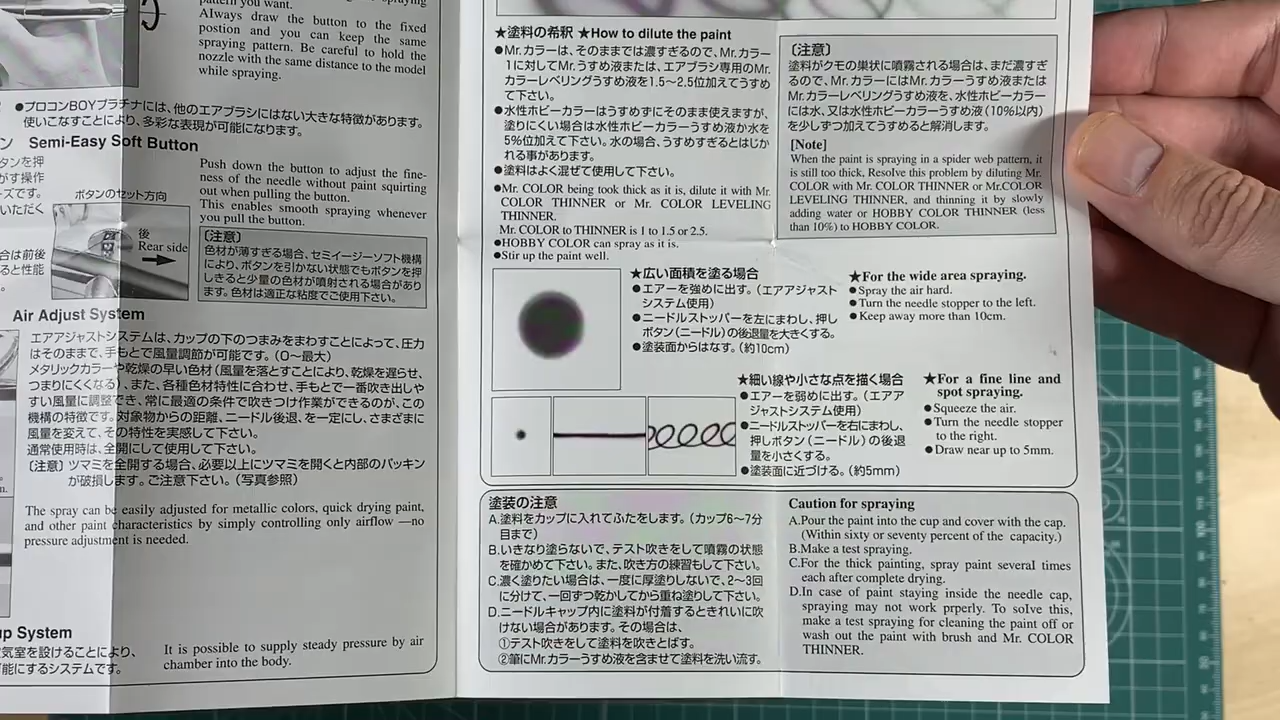 pattern you want.
Always draw the button to the fixed
postion and you can keep the same
spraying pattern. Be careful to hold the
nozzle with the same distance to the model
while spraying.
●プロコンBOYプラチナには、他のエアブラシにはない大きな特徴があります。
使いこなすことにより、多彩な表現が可能になります。
Semi-Easy Soft Button
Push down the button to adjust the fine-
ness of the needle without paint squirting
out when pulling the button.
This enables smooth spraying whenever
you pull the button.
ボタンのセット方向
後
Rear side
〔注意〕
色材が薄すぎる場合、セミイージーソフト機構
により、ボタンを引かない状態でもボタンを押
しきると少量の色材が噴射される場合があり
ます。色材は適正な粘度でご使用下さい。
Air Adjust System
エアアジャストシステムは、カップの下のつまみをまわすことによって、圧力
はそのままで、手もとで風量調節が可能です。（0〜最大）
メタリックカラーや乾燥の早い色材（風量を落とすことにより、乾燥を遅らせ、
つまりにくくなる）、また、各種色材特性に合わせ、手もとで一番吹き出しや
すい風量に調整でき、常に最適の条件で吹きつけ作業ができるのが、この
機構の特徴です。対象物からの距離、ニードル後退、を一定にし、さまざまに
風量を変えて、その特性を実感して下さい。
通常使用時は、全開にして使用して下さい。
〔注意〕ツマミを全開する場合、必要以上にツマミを開くと内部のパッキン
が破損します。ご注意下さい。（写真参照）
The spray can be easily adjusted for metallic colors, quick drying paint,
and other paint characteristics by simply controlling only airflow —no
pressure adjustment is needed.
up System
気室を設けることにより、
能にするシステムです。
It is possible to supply steady pressure by air
chamber into the body.
★塗料の希釈 ★How to dilute the paint
●Mr.カラーは、そのままでは濃すぎるので、Mr.カラー
1に対してMr.うすめ液または、エアブラシ専用のMr.
カラーレベリングうすめ液を1.5〜2.5位加えてうすめ
て下さい。
●水性ホビーカラーはうすめずにそのまま使えますが、
塗りにくい場合は水性ホビーカラーうすめ液か水を
5%位加えて下さい。水の場合、うすめすぎるとはじか
れる事があります。
●塗料はよく混ぜて使用して下さい。
●Mr. COLOR being took thick as it is, dilute it with Mr.
COLOR THINNER or Mr. COLOR LEVELING
THINNER.
Mr. COLOR to THINNER is 1 to 1.5 or 2.5.
●HOBBY COLOR can spray as it is.
●Stir up the paint well.
〔注意〕
塗料がクモの巣状に噴霧される場合は、まだ濃すぎ
るので、Mr.カラーにはMr.カラーうすめ液または
Mr.カラーレベリングうすめ液を、水性ホビーカラー
には水、又は水性ホビーカラーうすめ液（10%以内）
を少しずつ加えてうすめると解消します。
[Note]
When the paint is spraying in a spider web pattern, it
is still too thick, Resolve this problem by diluting Mr.
COLOR with Mr. COLOR THINNER or Mr.COLOR
LEVELING THINNER, and thinning it by slowly
adding water or HOBBY COLOR THINNER (less
than 10%) to HOBBY COLOR.
★広い面積を塗る場合
●エアーを強めに出す。（エアアジャスト
システム使用）
●ニードルストッパーを左にまわし、押し
ボタン（ニードル）の後退量を大きくする。
●塗装面からはなす。（約10cm）
★For the wide area spraying.
●Spray the air hard.
●Turn the needle stopper to the left.
●Keep away more than 10cm.
★細い線や小さな点を描く場合
●エアーを弱めに出す。（エアア
ジャストシステム使用）
●ニードルストッパーを右にまわし、
押しボタン（ニードル）の後退
量を小さくする。
●塗装面に近づける。（約5mm）
★For a fine line and
spot spraying.
●Squeeze the air.
●Turn the needle stopper
to the right.
●Draw near up to 5mm.
塗装の注意
A.塗料をカップに入れてふたをします。（カップ6〜7分
目まで）
B.いきなり塗らないで、テスト吹きをして噴霧の状態
を確かめて下さい。また、吹き方の練習もして下さい。
C.濃く塗りたい場合は、一度に厚塗りしないで、2〜3回
に分けて、一回ずつ乾かしてから重ね塗りして下さい。
D.ニードルキャップ内に塗料が付着するときれいに吹
けない場合があります。その場合は、
①テスト吹きをして塗料を吹きとばす。
②筆にMr.カラーうすめ液を含ませて塗料を洗い流す。
Caution for spraying
A.Pour the paint into the cup and cover with the cap.
(Within sixty or seventy percent of the capacity.)
B.Make a test spraying.
C.For the thick painting, spray paint several times
each after complete drying.
D.In case of paint staying inside the needle cap,
spraying may not work prperly. To solve this,
make a test spraying for cleaning the paint off or
wash out the paint with brush and Mr. COLOR
THINNER.